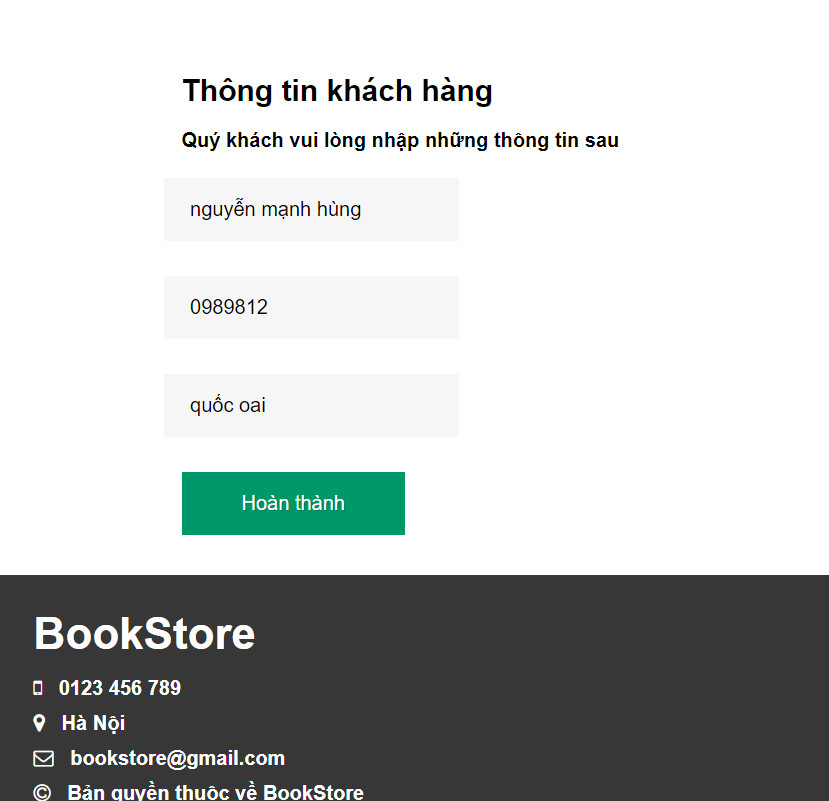 Thông tin khách hàng
Quý khách vui lòng nhập những thông tin sau
nguyễn mạnh hùng
0989812
quốc oai
Hoàn thành
BookStore
0123 456 789
Hà Nội
bookstore@gmail.com
© Bản quyền thuộc về BookStore